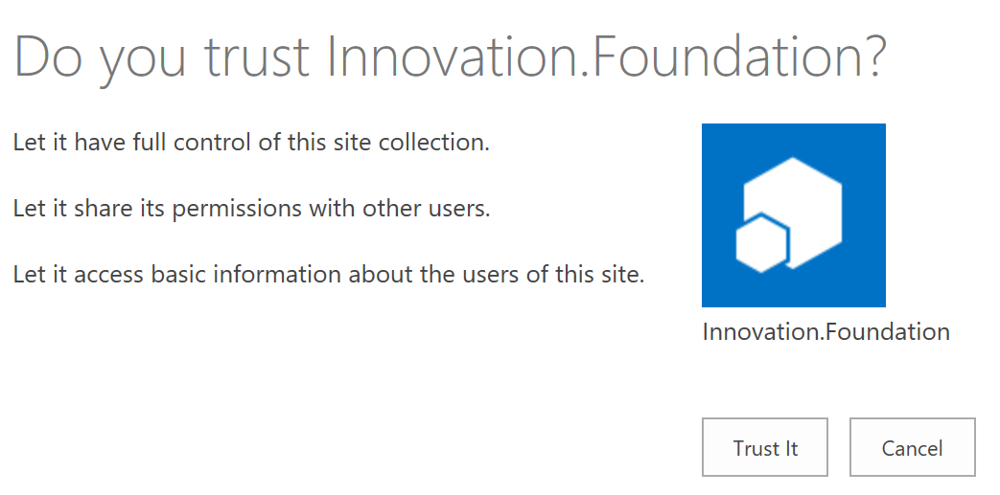 Do you trust Innovation.Foundation?
Let it have full control of this site collection.
Let it share its permissions with other users.
Let it access basic information about the users of this site.
Innovation.Foundation
Trust It
Cancel